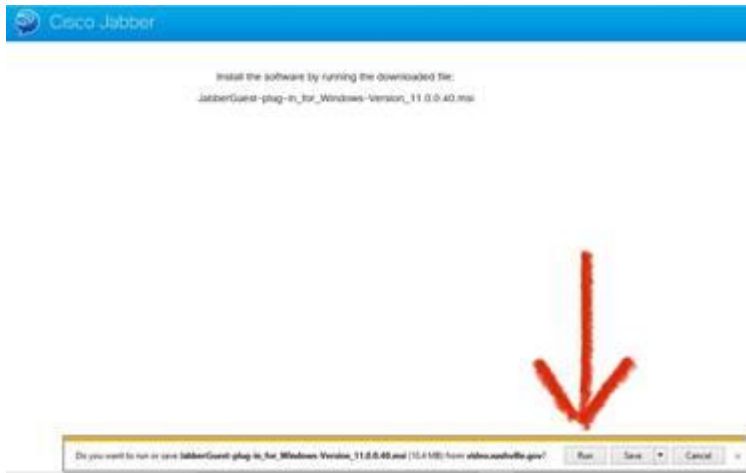 Cisco Jabber
Install the software by running the downloaded file:
JabberGuest-plug-in_for_Windows-Version_11.0.0.40.msi
Do you want to run or save JabberGuest-plug-in_for_Windows-Version_11.0.0.40.msi (10.4 MB) from video.nashville.gov? Run Save Cancel ×